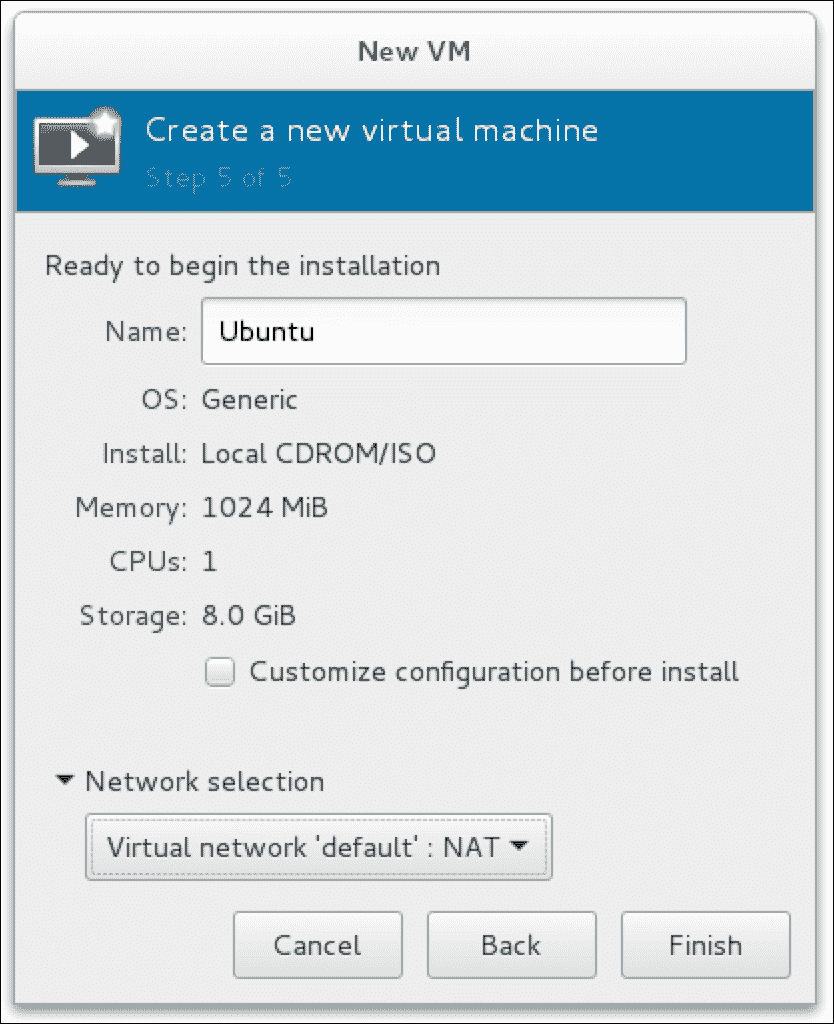 New VM
Create a new virtual machine
Step 5 of 5
Ready to begin the installation
Name: Ubuntu
OS: Generic
Install: Local CDROM/ISO
Memory: 1024 MiB
CPUs: 1
Storage: 8.0 GiB
Customize configuration before install
Network selection
Virtual network 'default' : NAT
Cancel Back Finish